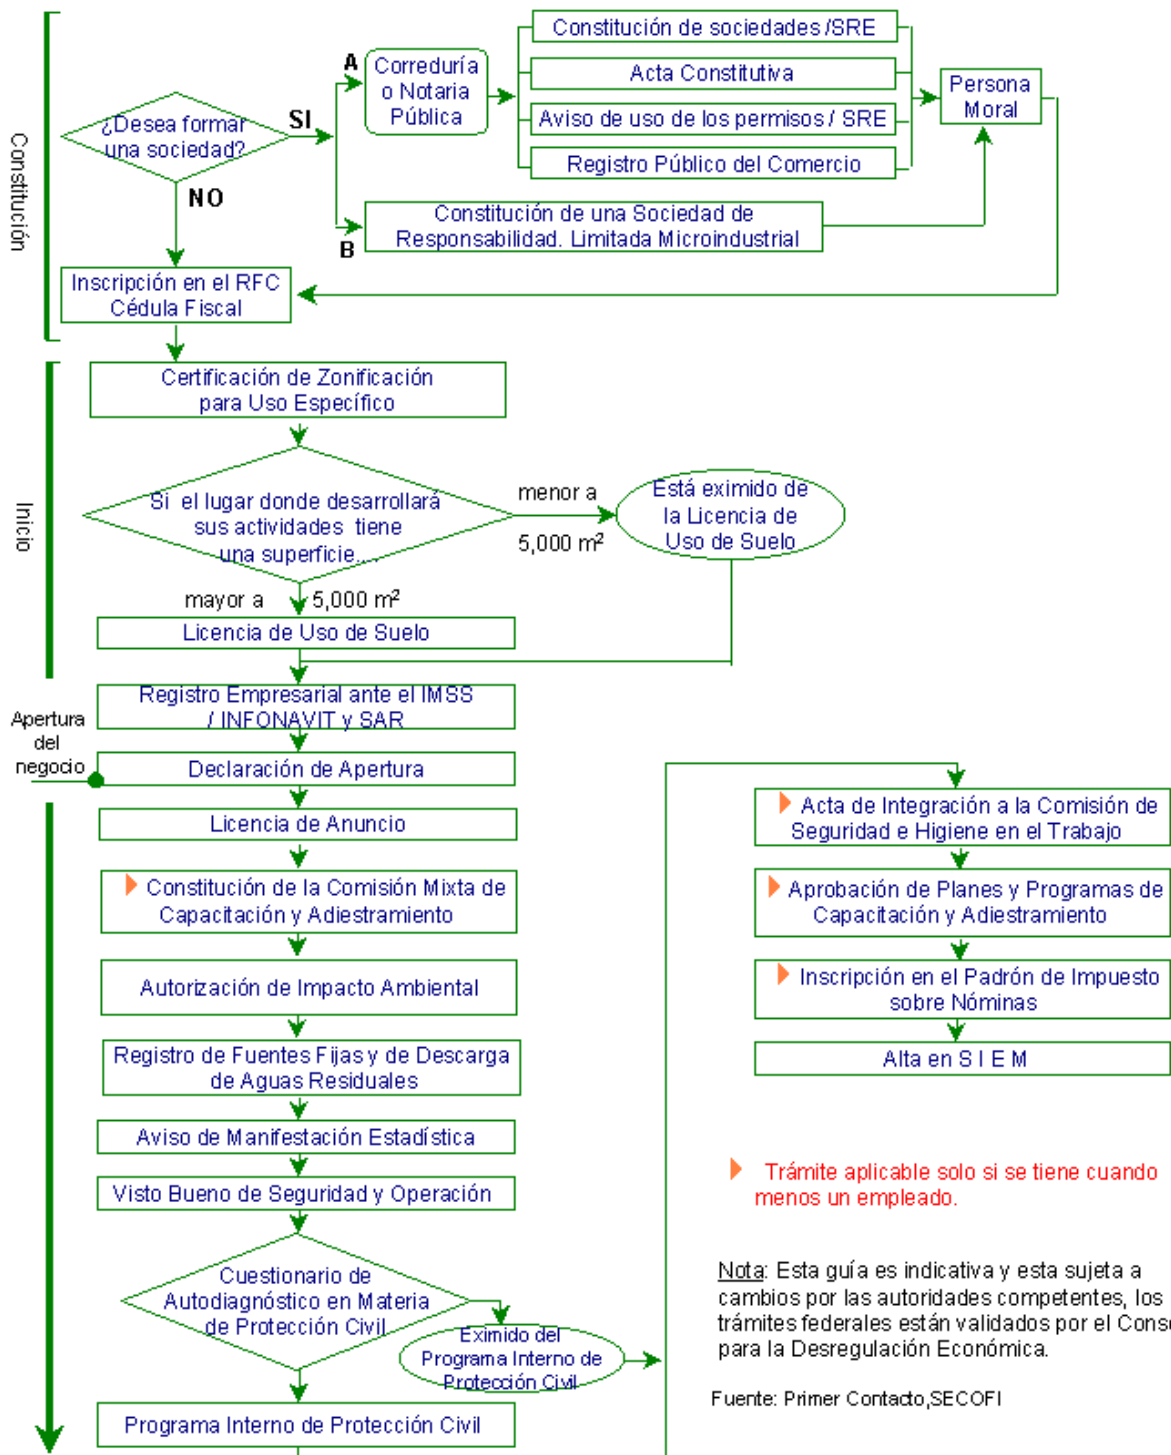 Constitución
¿Desea formar
una sociedad?
SI
NO
A
B
Correduría
o Notaria
Pública
Constitución de sociedades /SRE
Acta Constitutiva
Aviso de uso de los permisos / SRE
Registro Público del Comercio
Persona
Moral
Constitución de una Sociedad de
Responsabilidad. Limitada Microindustrial
Inscripción en el RFC
Cédula Fiscal
Inicio
Certificación de Zonificación
para Uso Específico
Si el lugar donde desarrollará
sus actividades tiene
una superficie....
menor a
5,000 m²
Está eximido de
la Licencia de
Uso de Suelo
mayor a 5,000 m²
Licencia de Uso de Suelo
Registro Empresarial ante el IMSS
/ INFONAVIT y SAR
Apertura
del
negocio
Declaración de Apertura
Licencia de Anuncio
Constitución de la Comisión Mixta de
Capacitación y Adiestramiento
Autorización de Impacto Ambiental
Registro de Fuentes Fijas y de Descarga
de Aguas Residuales
Aviso de Manifestación Estadística
Visto Bueno de Seguridad y Operación
Cuestionario de
Autodiagnóstico en Materia
de Protección Civil
Eximido del
Programa Interno de
Protección Civil
Programa Interno de Protección Civil
Acta de Integración a la Comisión de
Seguridad e Higiene en el Trabajo
Aprobación de Planes y Programas de
Capacitación y Adiestramiento
Inscripción en el Padrón de Impuesto
sobre Nóminas
Alta en S I E M
Trámite aplicable solo si se tiene cuando
menos un empleado.
Nota: Esta guía es indicativa y esta sujeta a
cambios por las autoridades competentes, los
trámites federales están validados por el
para la Desregulación Económica.
Fuente: Primer Contacto,SECOFI